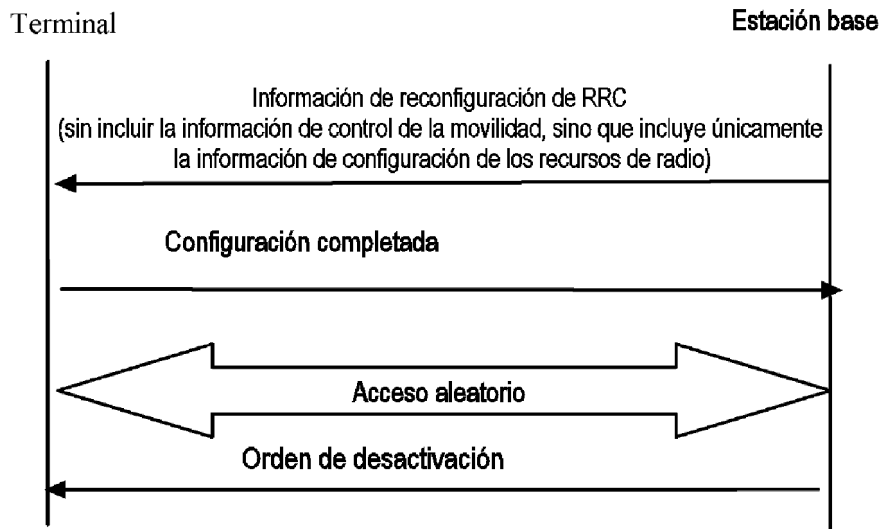 Terminal
Estación base
Información de reconfiguración de RRC
(sin incluir la información de control de la movilidad, sino que incluye únicamente
la información de configuración de los recursos de radio)
Configuración completada
Acceso aleatorio
Orden de desactivación